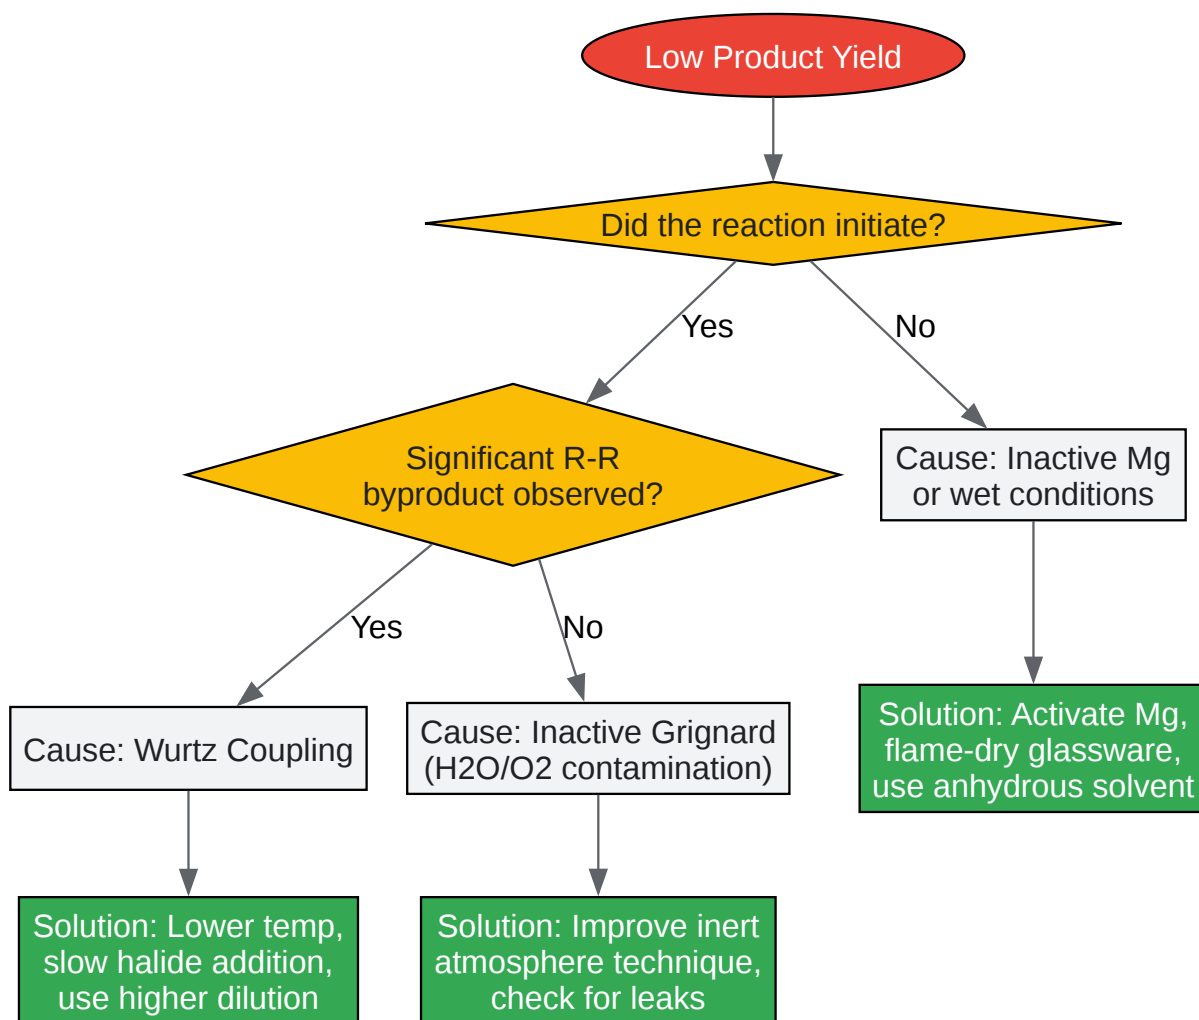 Low Product Yield
Did the reaction initiate?
Yes
No
Significant R-R
byproduct observed?
Cause: Inactive Mg
or wet conditions
Yes
No
Cause: Wurtz Coupling
Cause: Inactive Grignard
(H2O/O2 contamination)
Solution: Activate Mg,
flame-dry glassware,
use anhydrous solvent
Solution: Lower temp,
slow halide addition,
use higher dilution
Solution: Improve inert
atmosphere technique,
check for leaks